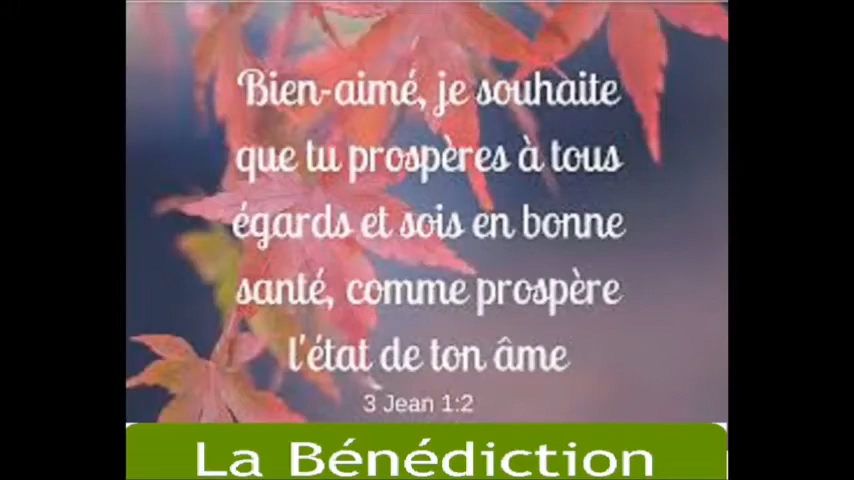 Bien-aimé, je souhaite
que tu prospères à tous
égards et sois en bonne
santé, comme prospère
l'état de ton âme
3 Jean 1:2
La Bénédiction